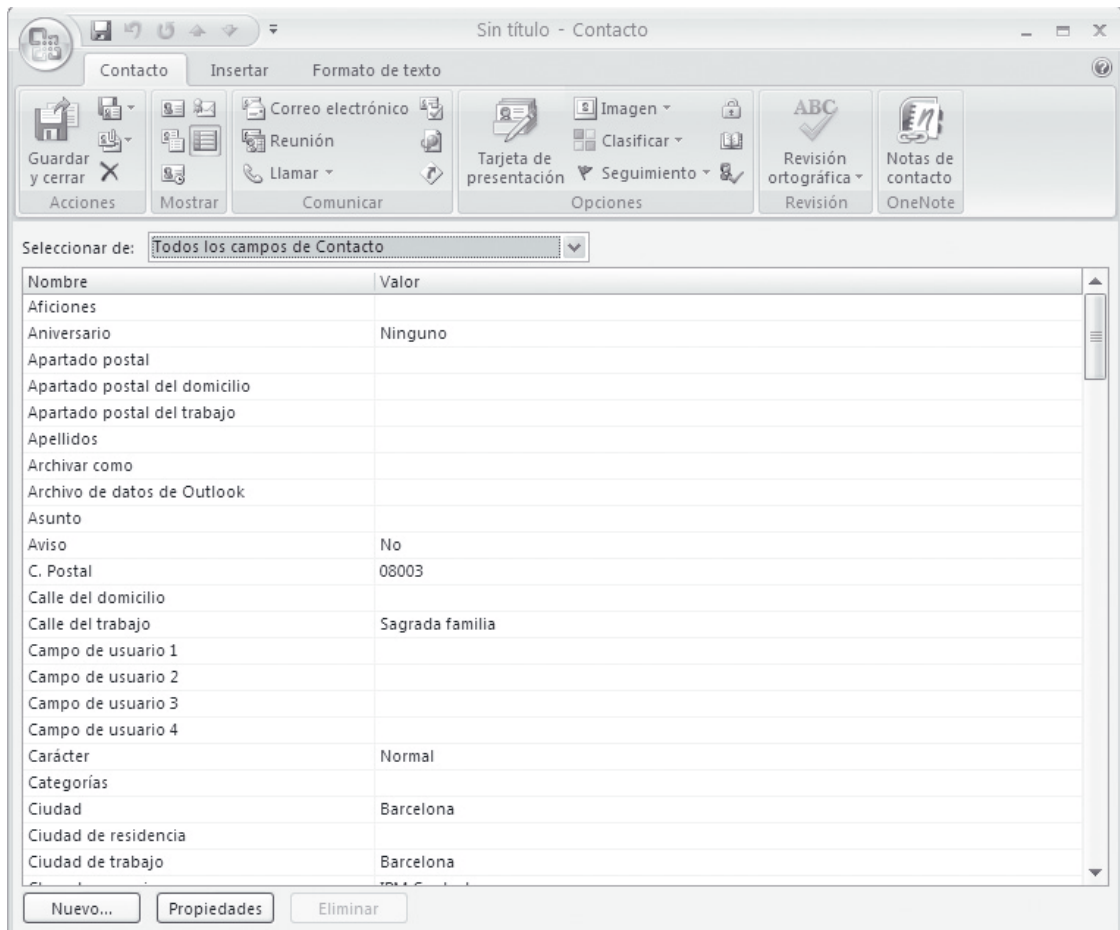 Sin título - Contacto
Contacto Insertar Formato de texto
Guardar y cerrar
Acciones
Mostrar
Correo electrónico
Reunión
Llamar
Comunicar
Tarjeta de presentación
Imagen
Clasificar
Seguimiento
Opciones
ABC
Revisión ortográfica
Revisión
Notas de contacto
OneNote
Seleccionar de: Todos los campos de Contacto
Nombre Valor
Aficiones
Aniversario Ninguno
Apartado postal
Apartado postal del domicilio
Apartado postal del trabajo
Apellidos
Archivar como
Archivo de datos de Outlook
Asunto
Aviso No
C. Postal 08003
Calle del domicilio
Calle del trabajo Sagrada familia
Campo de usuario 1
Campo de usuario 2
Campo de usuario 3
Campo de usuario 4
Carácter Normal
Categorías
Ciudad Barcelona
Ciudad de residencia
Ciudad de trabajo Barcelona
Nuevo... Propiedades Eliminar